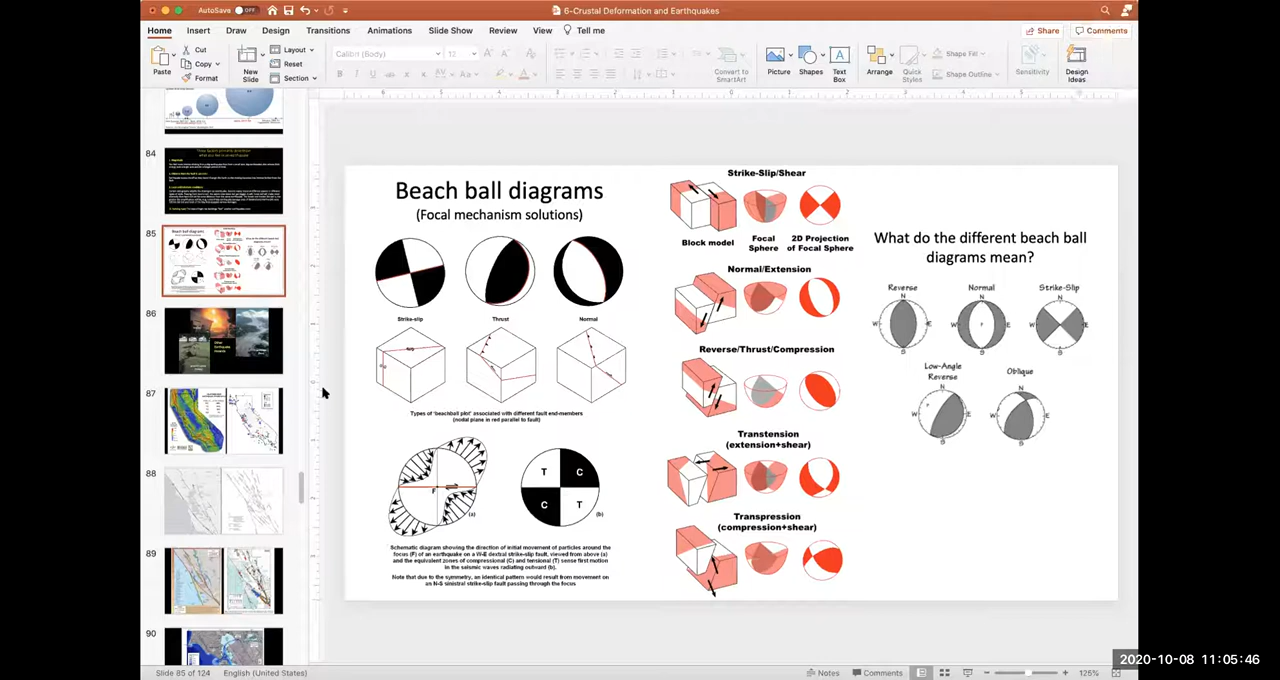 AutoSave OFF
6-Crustal Deformation and Earthquakes
Home Insert Draw Design Transitions Animations Slide Show Review View Tell me
Share Comments
Paste
Cut
Copy
Format
New Slide
Layout
Reset
Section
Calibri (Body) 12
Convert to SmartArt
Picture
Shapes
Text Box
Arrange
Quick Styles
Shape Fill
Shape Outline
Sensitivity
Design Ideas
84
85
86
87
88
89
90
Beach ball diagrams
(Focal mechanism solutions)
Strike-slip Thrust Normal
Types of 'beachball plot' associated with different fault end-members
(nodal plane in red parallel to fault)
F
(a)
T C
C T
(b)
Schematic diagram showing the direction of initial movement of particles around the
focus (F) of an earthquake on a W-E dextral strike-slip fault, viewed from above (a)
and the equivalent zones of compressional (C) and tensional (T) sense first motion
in the seismic waves radiating outward (b).
Note that due to the symmetry, an identical pattern would result from movement on
an N-S sinistral strike-slip fault passing through the focus
Strike-Slip/Shear
Block model
Focal Sphere
2D Projection of Focal Sphere
Normal/Extension
Reverse/Thrust/Compression
Transtension
(extension+shear)
Transpression
(compression+shear)
What do the different beach ball
diagrams mean?
Reverse Normal Strike-Slip
N N N
W E W P E W E
S S S
Low-Angle
Reverse
Oblique
N N
W P E W E
S S
Slide 85 of 124 English (United States)
Notes Comments 125%
2020-10-08 11:05:46